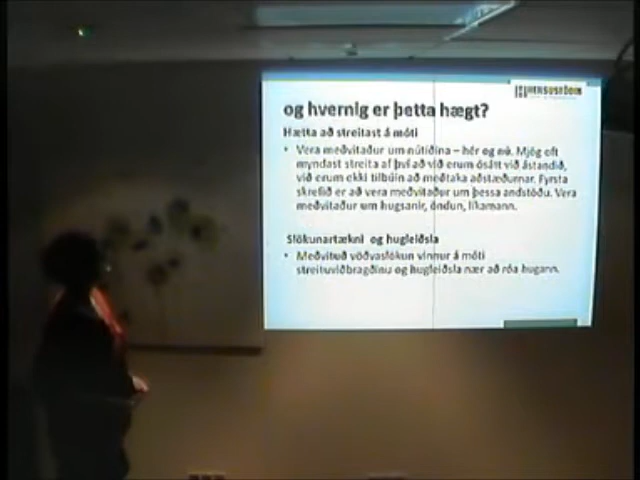 HEILSUSTÖÐIN
og hvernig er þetta hægt?
Hætta að streitast á móti
• Vera meðvitaður um nútíðina – hér og nú. Mjög oft
myndast streita af því að við erum ósátt við ástandið,
við erum ekki tilbúin að meðtaka aðstæðurnar. Fyrsta
skrefið er að vera meðvitaður um þessa andstöðu. Vera
meðvitaður um hugsanir, öndun, líkamann.
Slökunartækni og hugleiðsla
• Meðvituð vöðvaslökun vinnur á móti
streituviðbragðinu og hugleiðsla nær að róa hugann.